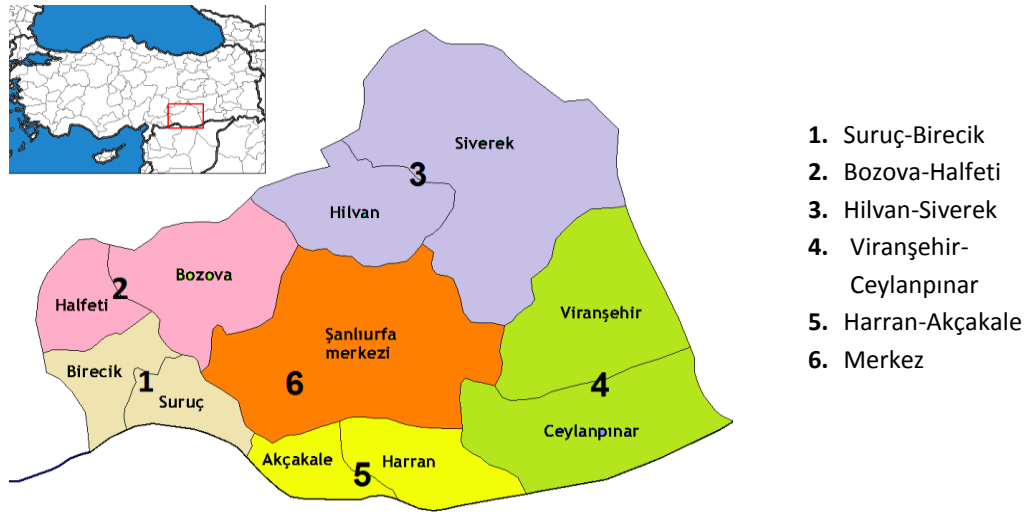 Siverek
3
Hilvan
Bozova
2
Halfeti
Viranşehir
Şanlıurfa
merkezi
Birecik
1
Suruç
6
4
Ceylanpınar
Akçakale
Harran
5
1. Suruç-Birecik
2. Bozova-Halfeti
3. Hilvan-Siverek
4. Viranşehir-
Ceylanpınar
5. Harran-Akçakale
6. Merkez